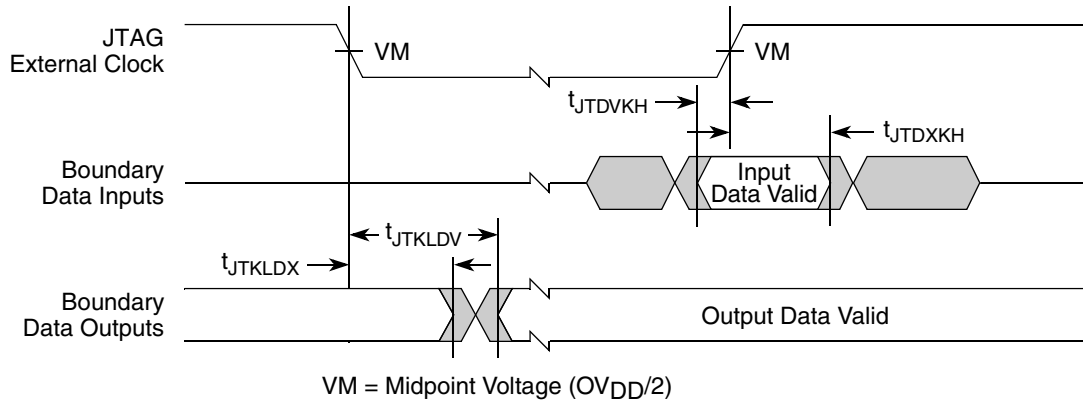 JTAG
External Clock
VM
VM
tJTDVKH
tJTDXKH
Boundary
Data Inputs
Input
Data Valid
tJTKLDV
tJTKLDX
Boundary
Data Outputs
Output Data Valid
VM = Midpoint Voltage (OVDD/2)